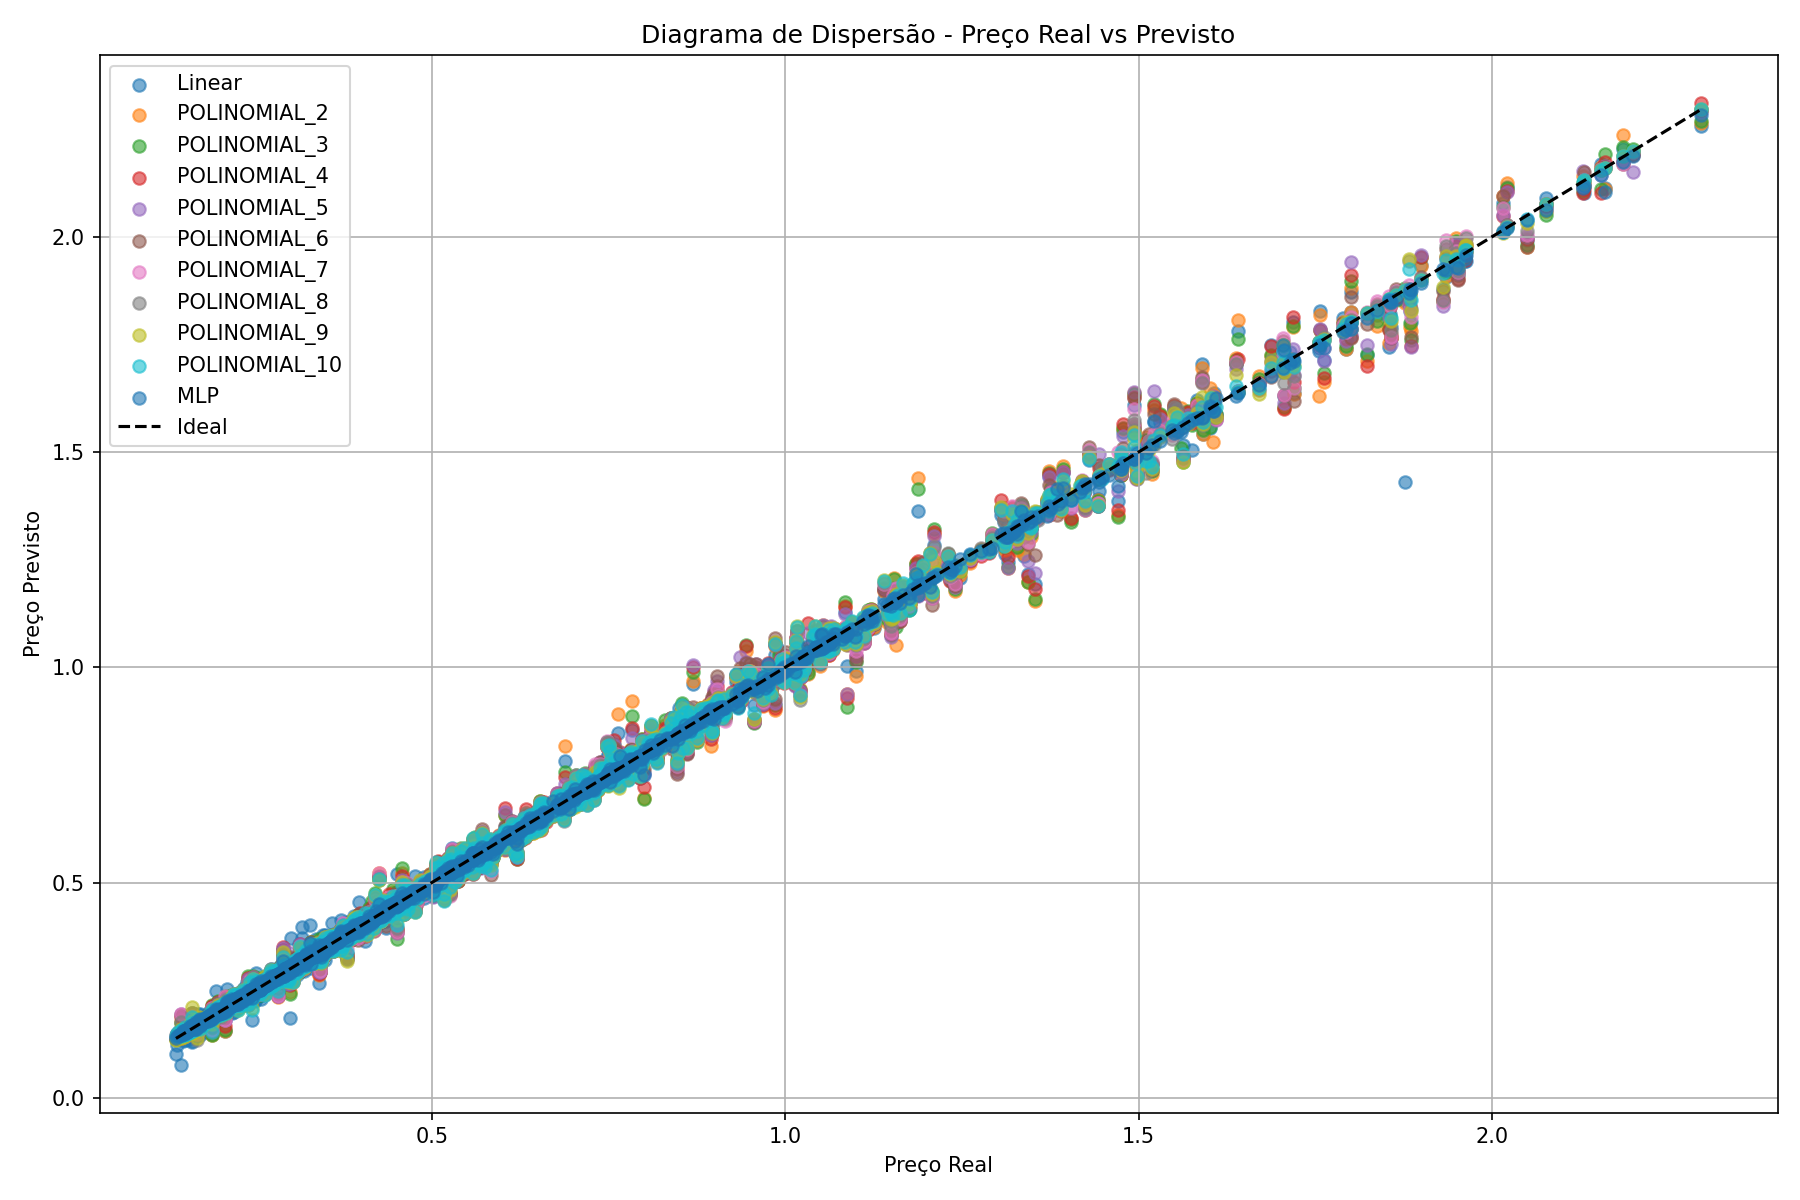 Diagrama de Dispersão - Preço Real vs Previsto
Linear
POLINOMIAL_2
POLINOMIAL_3
POLINOMIAL_4
POLINOMIAL_5
POLINOMIAL_6
POLINOMIAL_7
POLINOMIAL_8
POLINOMIAL_9
POLINOMIAL_10
MLP
Ideal
Preço Previsto
2.0
1.5
1.0
0.5
0.0
0.5
1.0
1.5
2.0
Preço Real